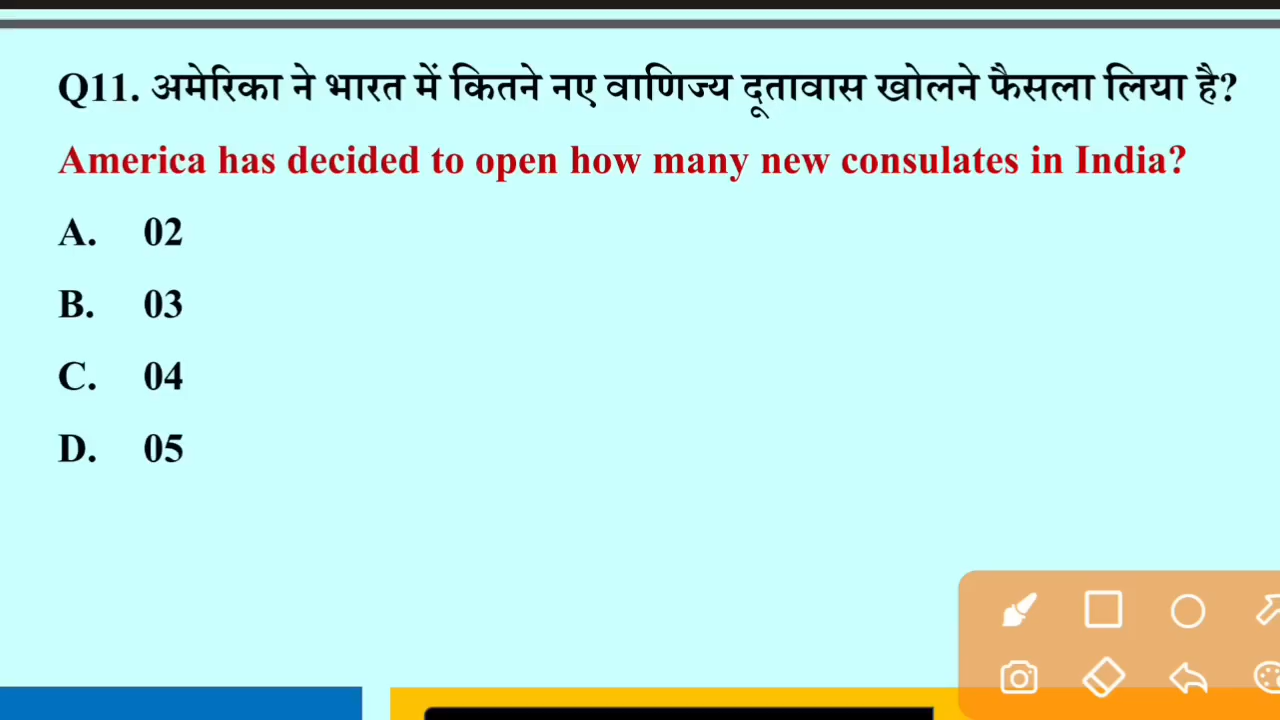 Q11. अमेरिका ने भारत में कितने नए वाणिज्य दूतावास खोलने फैसला लिया है?
America has decided to open how many new consulates in India?
A. 02
B. 03
C. 04
D. 05